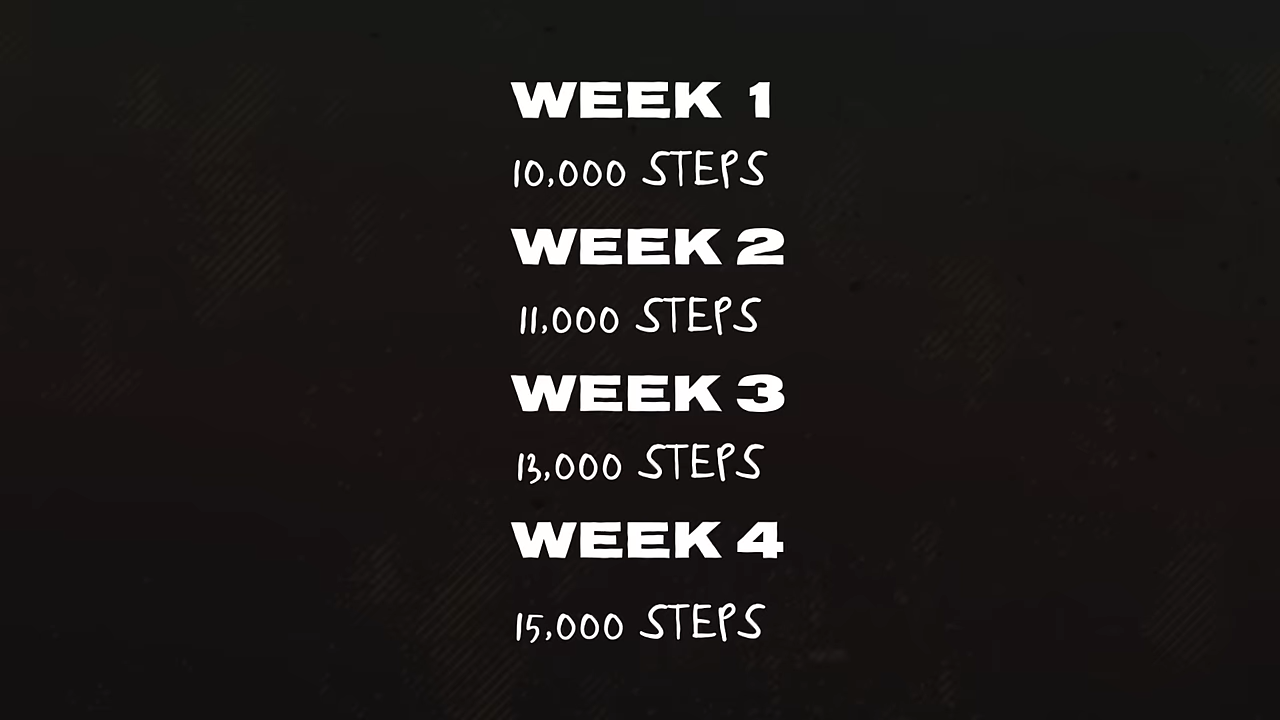 WEEK 1
10,000 STEPS
WEEK 2
11,000 STEPS
WEEK 3
13,000 STEPS
WEEK 4
15,000 STEPS